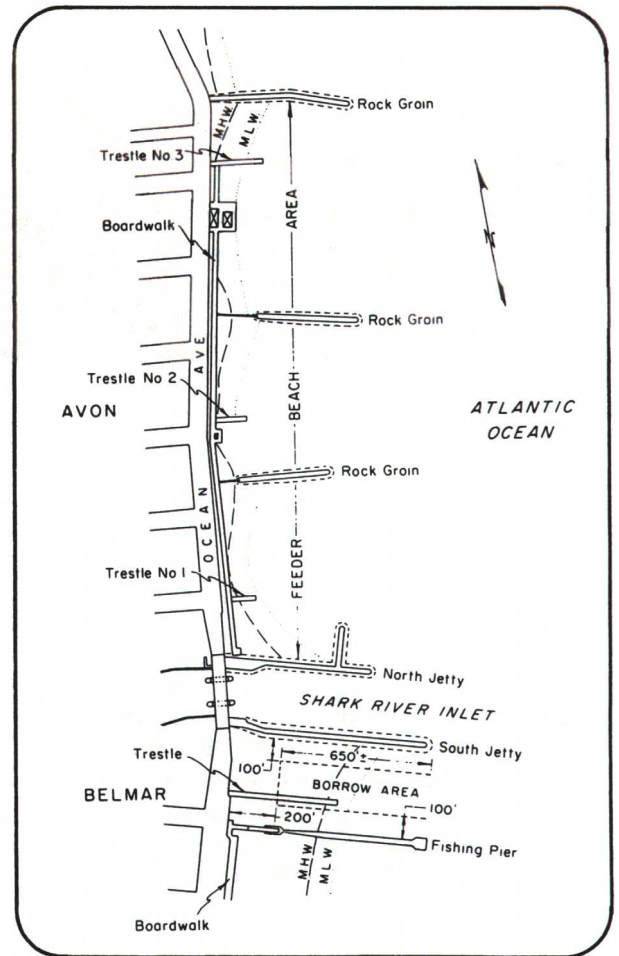 Rock Groin
MHW
MLW
Trestle No 3
AREA
Boardwalk
N
Rock Groin
AVE
Trestle No 2
BEACH
AVON
ATLANTIC
OCEAN
Rock Groin
OCEAN
Trestle No 1
FEEDER
North Jetty
SHARK RIVER INLET
South Jetty
650'±
Trestle
100'
BORROW AREA
BELMAR
100'
200'
Fishing Pier
MHW
MLW
Boardwalk